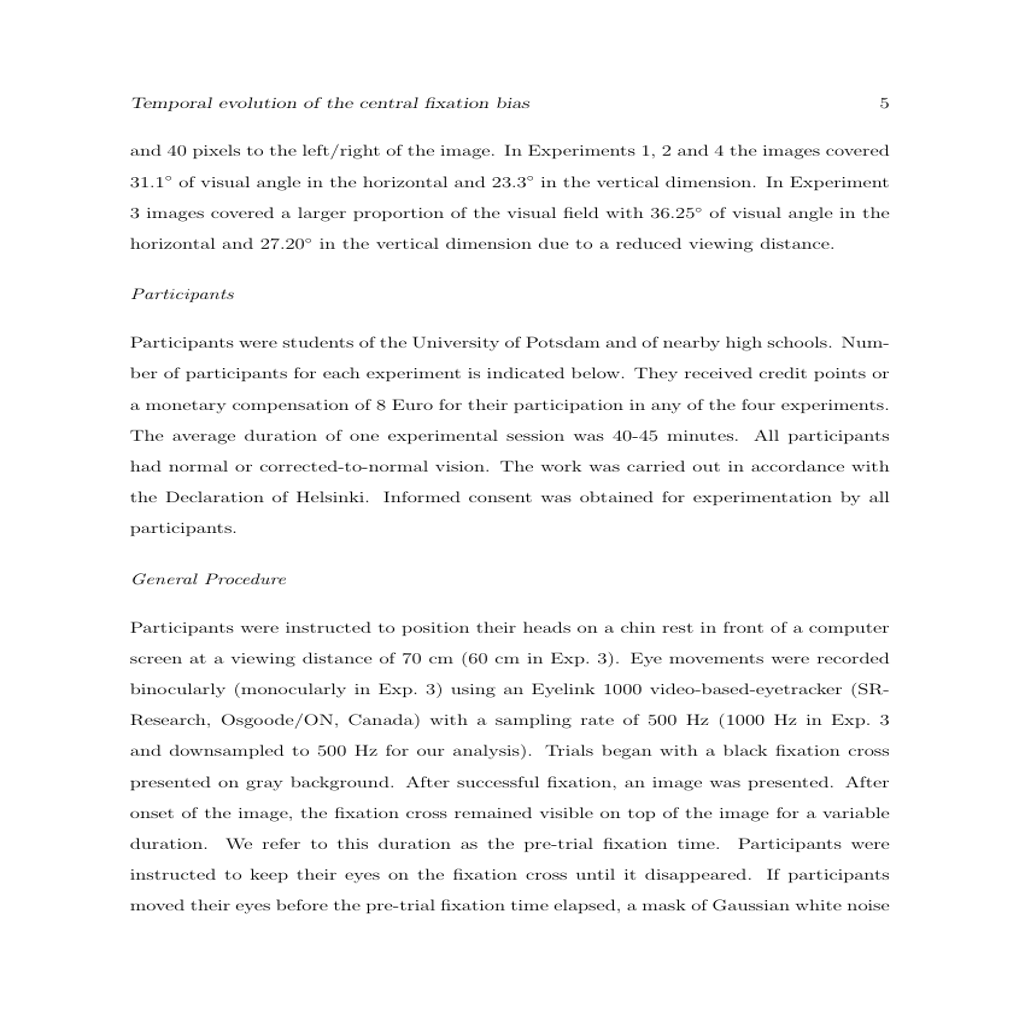 Temporal evolution of the central fixation bias 5
and 40 pixels to the left/right of the image. In Experiments 1, 2 and 4 the images covered
31.1° of visual angle in the horizontal and 23.3° in the vertical dimension. In Experiment
3 images covered a larger proportion of the visual field with 36.25° of visual angle in the
horizontal and 27.20° in the vertical dimension due to a reduced viewing distance.
Participants
Participants were students of the University of Potsdam and of nearby high schools. Num-
ber of participants for each experiment is indicated below. They received credit points or
a monetary compensation of 8 Euro for their participation in any of the four experiments.
The average duration of one experimental session was 40-45 minutes. All participants
had normal or corrected-to-normal vision. The work was carried out in accordance with
the Declaration of Helsinki. Informed consent was obtained for experimentation by all
participants.
General Procedure
Participants were instructed to position their heads on a chin rest in front of a computer
screen at a viewing distance of 70 cm (60 cm in Exp. 3). Eye movements were recorded
binocularly (monocularly in Exp. 3) using an Eyelink 1000 video-based-eyetracker (SR-
Research, Osgoode/ON, Canada) with a sampling rate of 500 Hz (1000 Hz in Exp. 3
and downsampled to 500 Hz for our analysis). Trials began with a black fixation cross
presented on gray background. After successful fixation, an image was presented. After
onset of the image, the fixation cross remained visible on top of the image for a variable
duration. We refer to this duration as the pre-trial fixation time. Participants were
instructed to keep their eyes on the fixation cross until it disappeared. If participants
moved their eyes before the pre-trial fixation time elapsed, a mask of Gaussian white noise